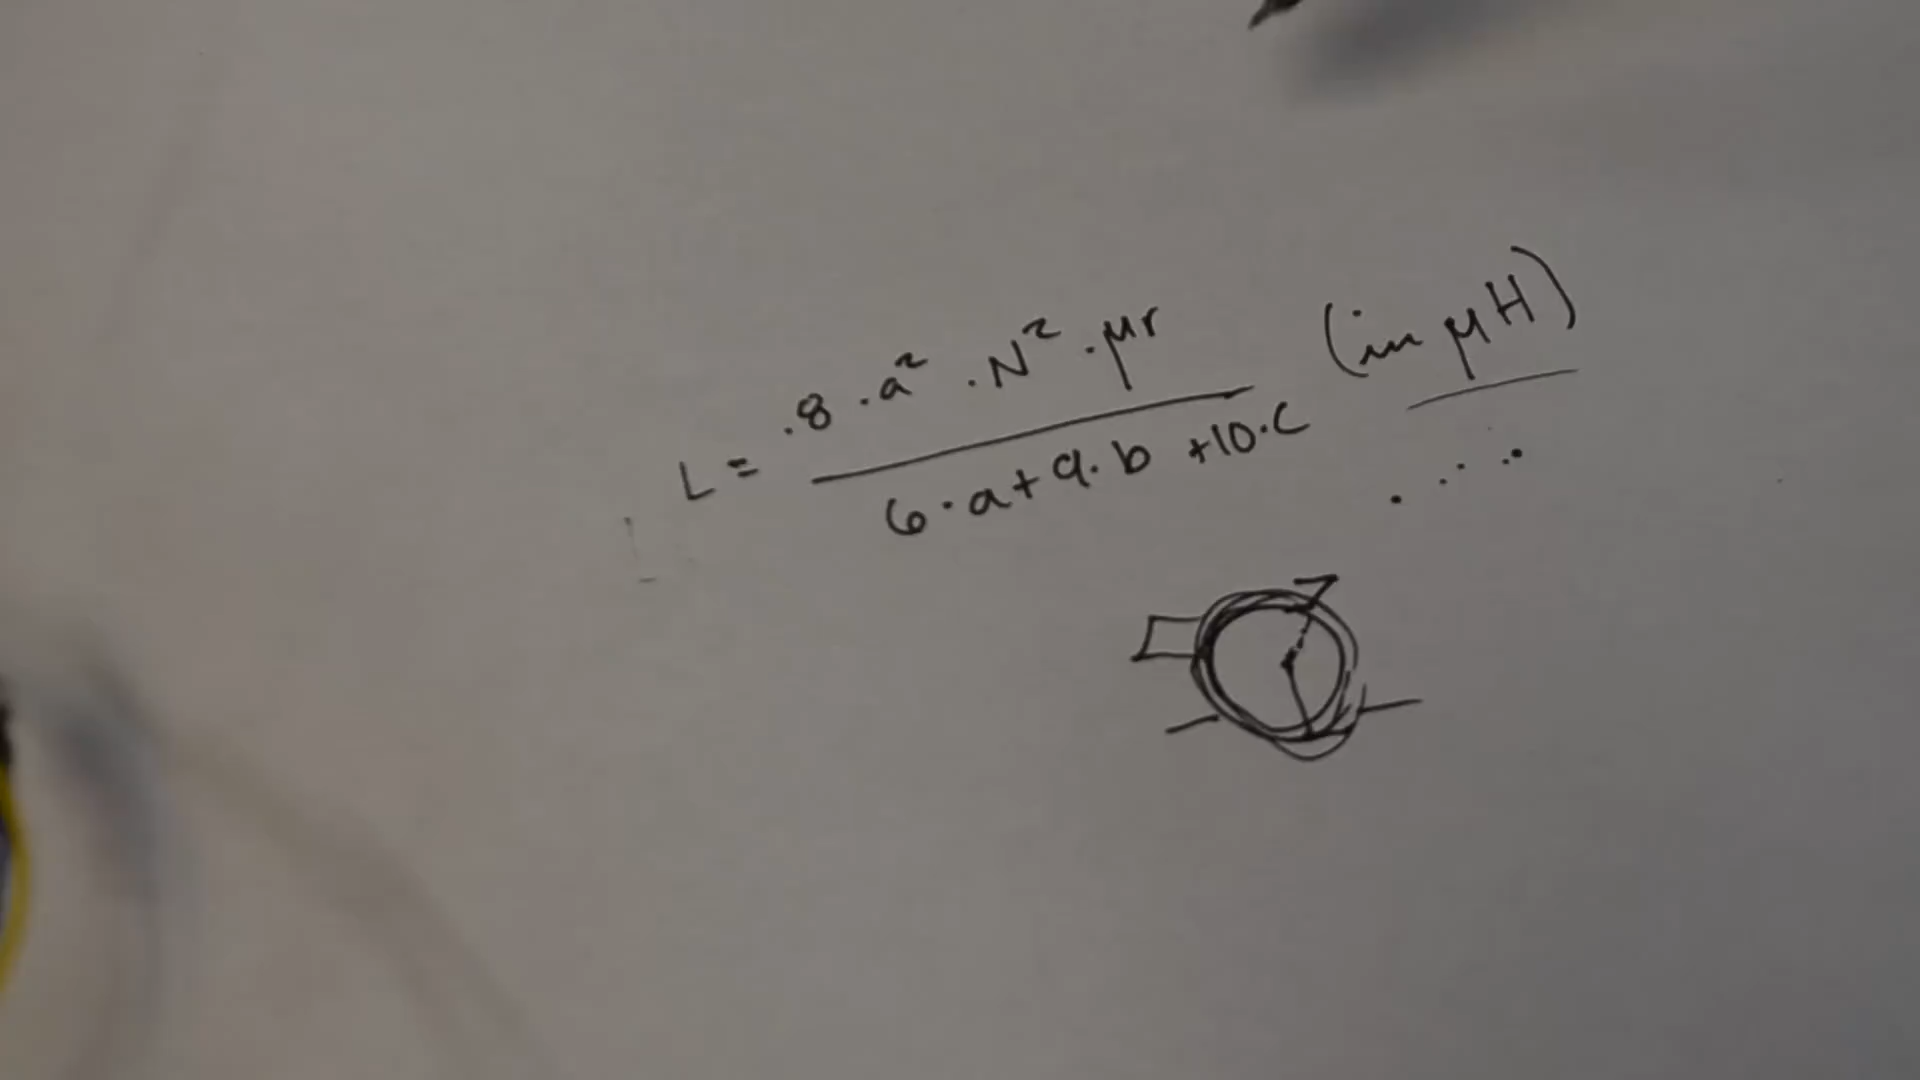 L = .8 · a² · N² · μr / 6 · a + 9 · b + 10 · C (in μH)